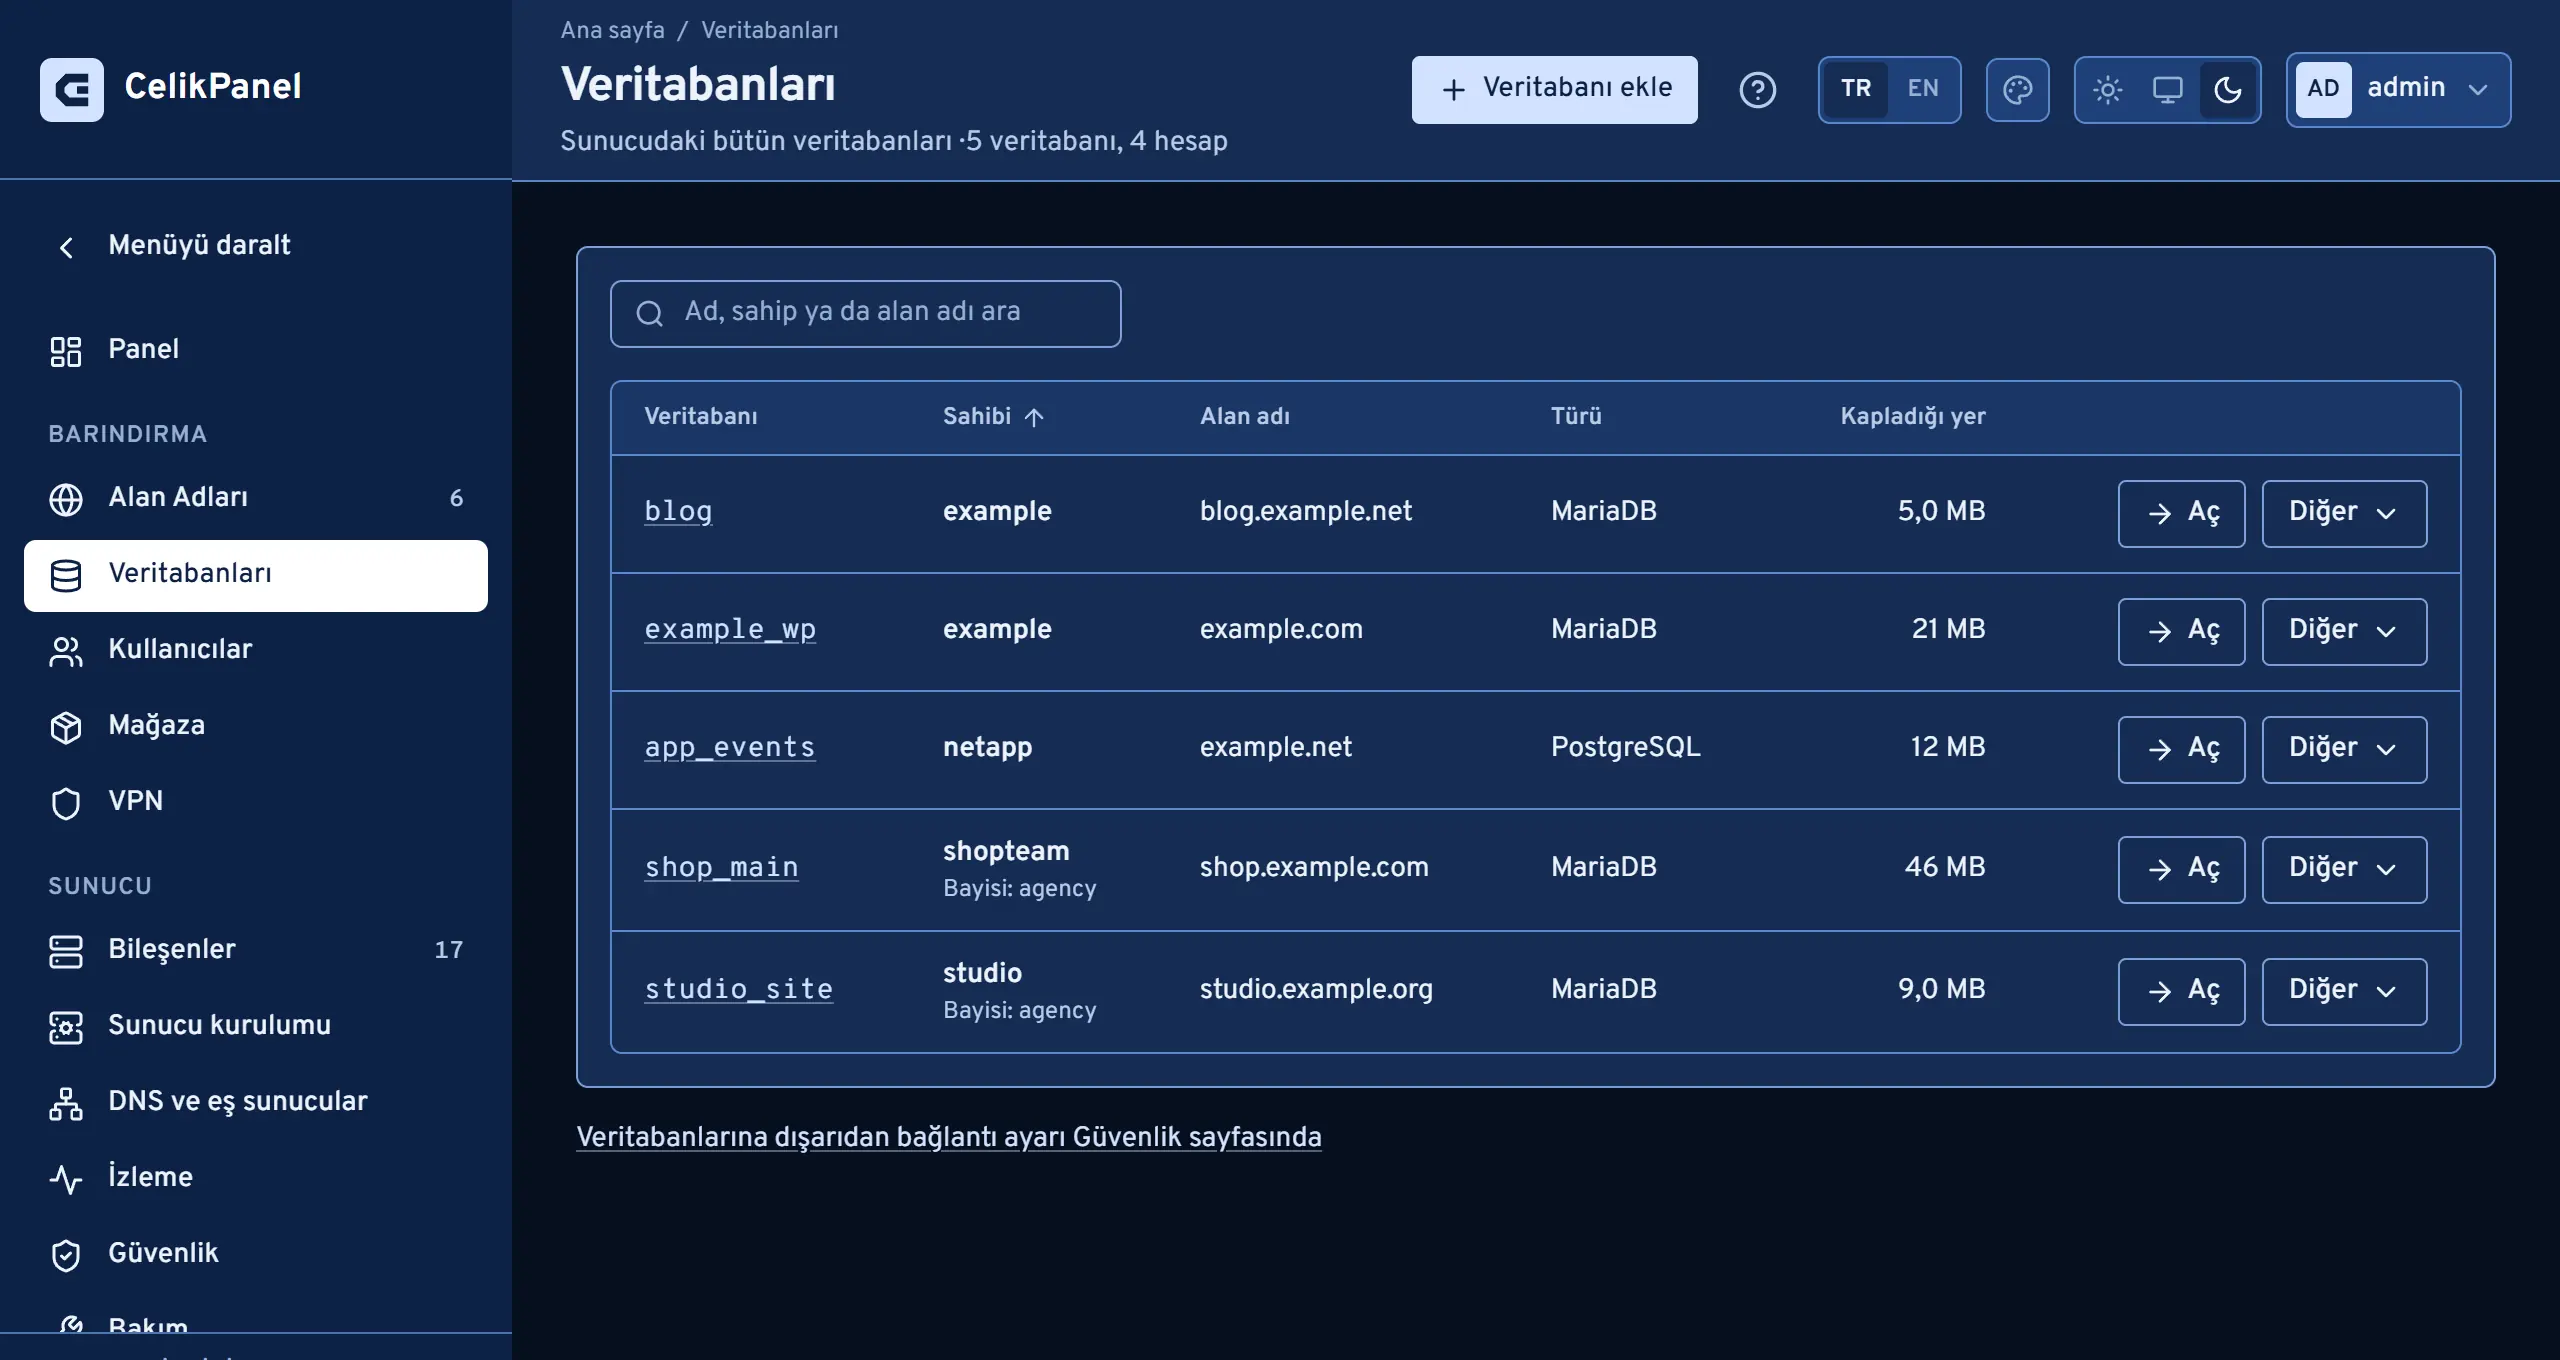 CelikPanel
Menüyü daralt
Panel
BARINDIRMA
Alan Adları 6
Veritabanları
Kullanıcılar
Mağaza
VPN
SUNUCU
Bileşenler 17
Sunucu kurulumu
DNS ve eş sunucular
İzleme
Güvenlik
Bakım
Ana sayfa / Veritabanları
Veritabanları
Sunucudaki bütün veritabanları ·5 veritabanı, 4 hesap
+ Veritabanı ekle
TR EN
AD admin
Ad, sahip ya da alan adı ara
Veritabanı Sahibi ↑ Alan adı Türü Kapladığı yer
blog example blog.example.net MariaDB 5,0 MB → Aç Diğer
example_wp example example.com MariaDB 21 MB → Aç Diğer
app_events netapp example.net PostgreSQL 12 MB → Aç Diğer
shop_main shopteam shop.example.com MariaDB 46 MB → Aç Diğer
Bayisi: agency
studio_site studio studio.example.org MariaDB 9,0 MB → Aç Diğer
Bayisi: agency
Veritabanlarına dışarıdan bağlantı ayarı Güvenlik sayfasında